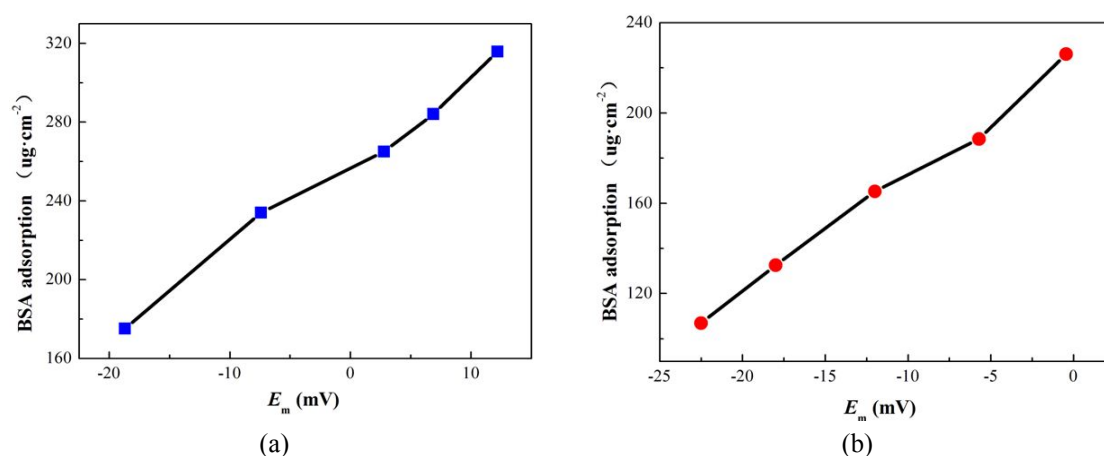 320
280
240
200
160
BSA adsorption （ug·cm-2）
-20 -10 0 10
Em (mV)
(a)
240
200
160
120
BSA adsorption （ug·cm-2）
-25 -20 -15 -10 -5 0
Em (mV)
(b)